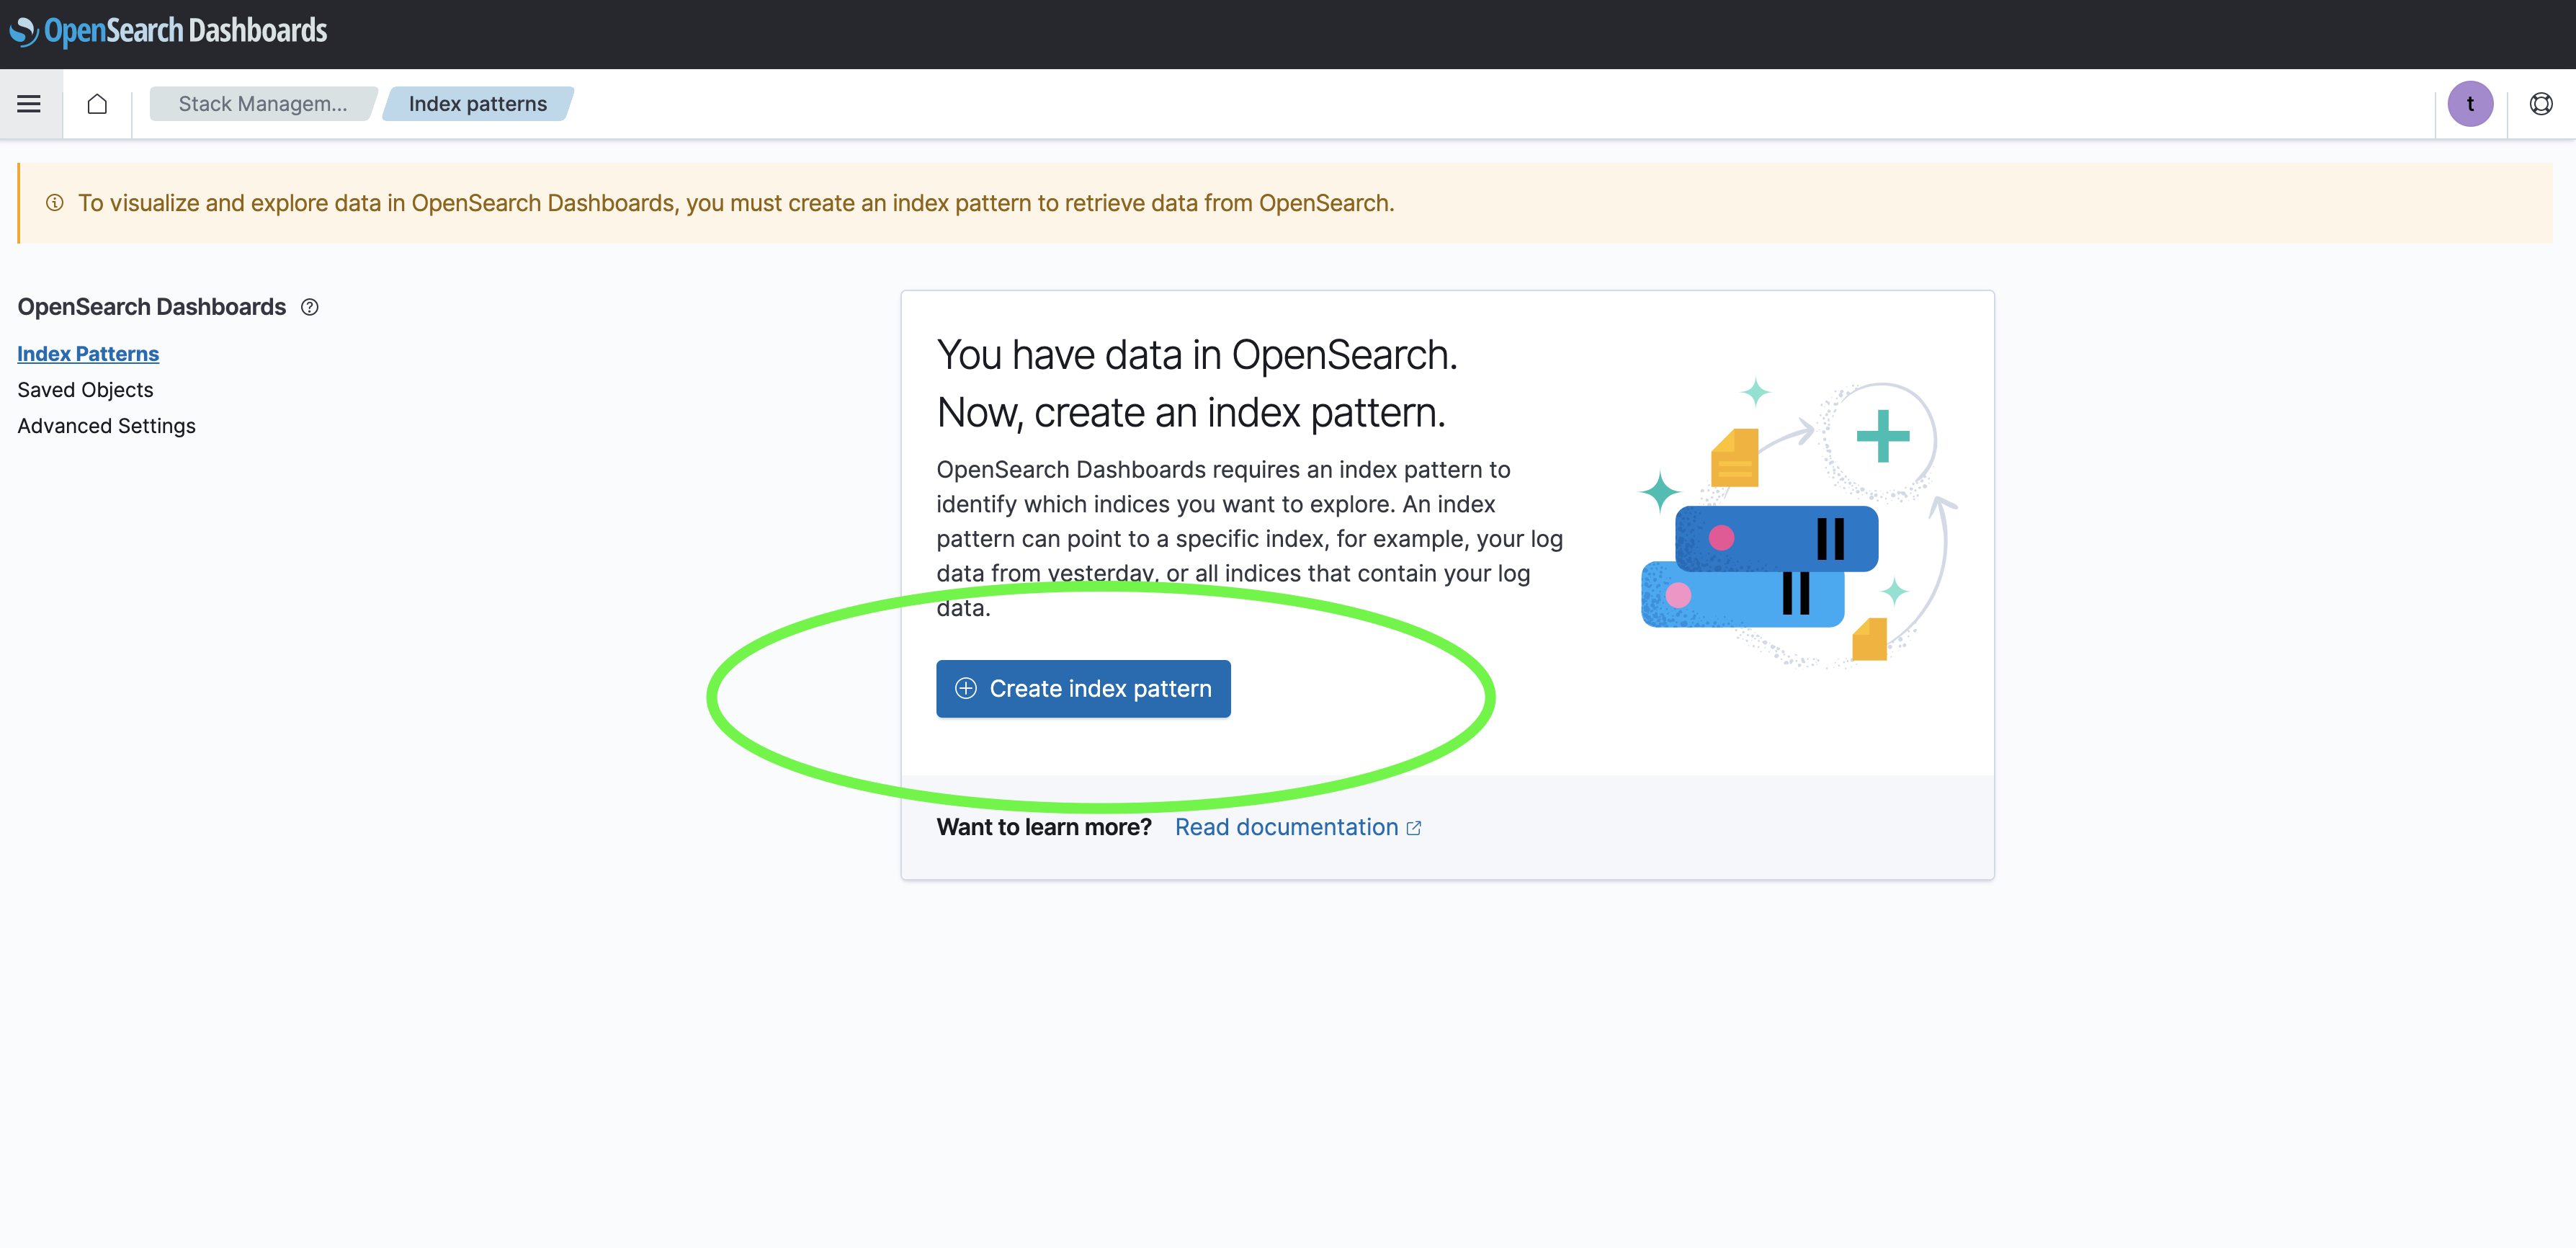 OpenSearch Dashboards
Stack Managem...
Index patterns
t
To visualize and explore data in OpenSearch Dashboards, you must create an index pattern to retrieve data from OpenSearch.
OpenSearch Dashboards
Index Patterns
Saved Objects
Advanced Settings
You have data in OpenSearch.
Now, create an index pattern.
OpenSearch Dashboards requires an index pattern to
identify which indices you want to explore. An index
pattern can point to a specific index, for example, your log
data from yesterday, or all indices that contain your log
data.
Create index pattern
Want to learn more? Read documentation